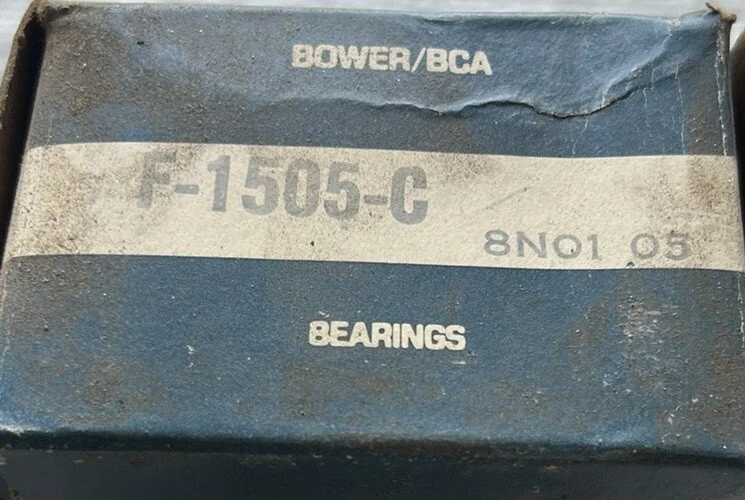 BOWER/BCA
F-1505-C
8N01 05
BEARINGS